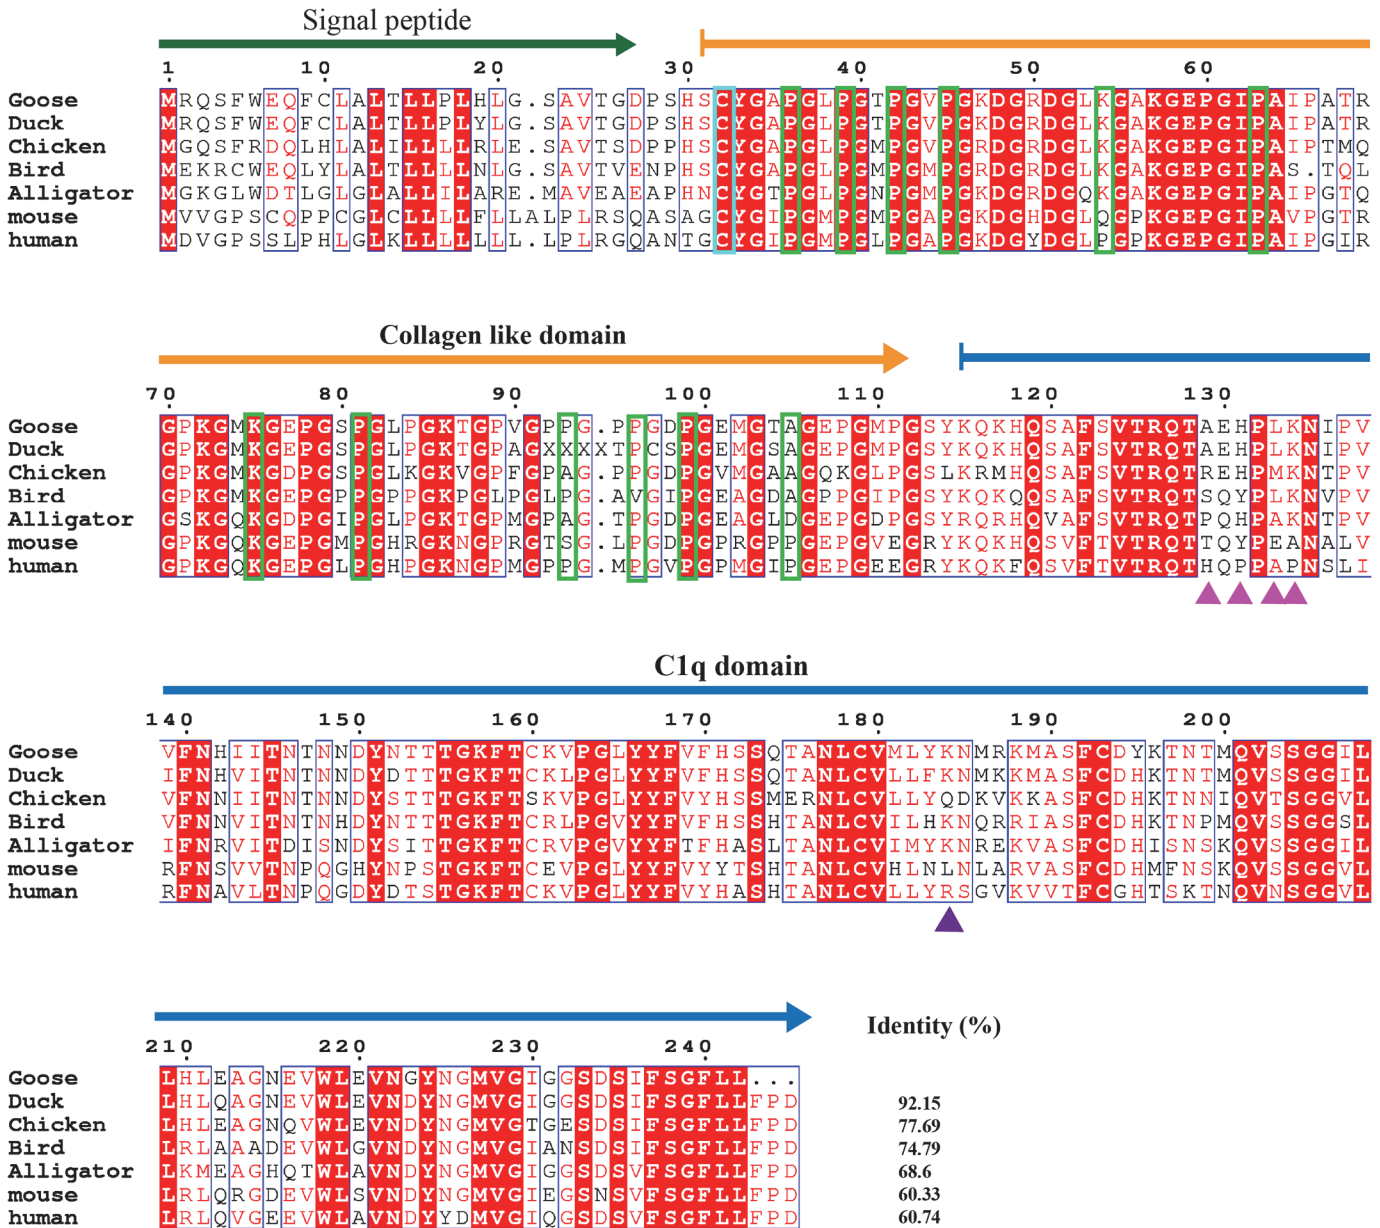 Signal peptide
1 10 20 30 40 50 60
Goose MRQSFWEQFCLALTLLPLHLG.SAVTGDPSHSCYGAPGLPGTPGVPGKDGRDGLKGAKGEPGIPAIPATR
Duck MRQSFWEQFCLALTLLPLYLG.SAVTGDPSHSCYGAPGLPGTPGVPGKDGRDGLKGAKGEPGIPAIPATR
Chicken MGQSFRDQLHLALILLLLRLE.SAVTSDPPHSCYGAPGLPGMPGVPGRDGRDGLKGAKGEPGIPAIPTMQ
Bird MEKRCWEQLYLALTLLLLNLG.SAVTVENPHSCYGAPGLPGMPGMPGRDGRDGLKGAKGEPGIPAS.TQL
Alligator MGKGLWDTLGLGLALLILARE.MAVEAEAPHNCYGTPGLPGNPGMPGRDGRDGQKGAKGEPGIPAIPGTQ
mouse MVVGPSCQPPCGLCLLLLFLLALPLRSQASAGCYGIPGMPGMPGAPGKDGHDGLQGPKGEPGIPAVPGTR
human MDVGPSSLPHLGLKLLLLLLL.LPLRGQANTGCYGIPGMPGLPGAPGKDGYDGLPGPKGEPGIPAIPGIR
Collagen like domain
70 80 90 100 110 120 130
Goose GPKGMKGEPGSPGLPGKTGPVGPPG.PPGDPGEMGTAGEPGMPGSYKQKHQSAFSVTRQTAEHPLKNIPV
Duck GPKGMKGEPGSPGLPGKTGPAGXXXXTPCSPGEMGSAGEPGMPGSYKQKHQSAFSVTRQTAEHPLKNIPV
Chicken GPKGMKGDPGSPGLKGKVGPFGPAG.PPGDPGVMGAAGQKGLPGSLKRMHQSAFSVTRQTREHPMKNTPV
Bird GPKGMKGEPGPPGPPGKPGLPGLPG.AVGIPGEAGDAGPPGIPGSYKQKQQSAFSVTRQTSQYPLKNVPV
Alligator GSKGQKGDPGIPGLPGKTGPMGPAG.TPGDPGEAGLDGEPGDPGSYRQRHQVAFSVTRQTPQHPAKNTPV
mouse GPKGQKGEPGMPGHRGKNGPRGTSG.LPGDPGPRGPPGEPGVEGRYKQKHQSVFTVTRQTTQYPEANALV
human GPKGQKGEPGLPGHPGKNGPMGPPG.MPGVPGPMGIPGEPGEEGRYKQKFQSVFTVTRQTHQPPAPNSLI
C1q domain
140 150 160 170 180 190 200
Goose VFNHIITNTNNDYNTTTGKFTCKVPGLYYFVFHSSQTANLCVMLYKNMRKMASFCDYKTNTMQVSSGGIL
Duck IFNHVITNTNNDYDTTTGKFTCKLPGLYYFVFHSSQTANLCVLLFKNMKKMASFCDHKTNTMQVSSGGIL
Chicken VFNNIITNTNNDYSTTTGKFTSKVPGLYYFVYHSSMERNLCVLLYQDKVKKASFCDHKTNNIQVTSGGVL
Bird VFNNVITNTNHDYNTTTGKFTCRLPGVYYFVFHSSHTANLCVILHKNQRRIASFCDHKTNPMQVSSGGSL
Alligator IFNRVITDISNDYSITTGKFTCRVPGVYYFTFHASLTANLCVIMYKNREKVASFCDHISNSKQVSSGGVL
mouse RFNSVVTNPQGHYNPSTGKFTCEVPGLYYFVYYTSHTANLCVHLNLNLARVASFCDHMFNSKQVSSGGVL
human RFNAVLTNPQGDYDTSTGKFTCKVPGLYYFVYHASHTANLCVLLYRSGVKVVTFCGHTSKTNQVNSGGVL
Identity (%)
210 220 230 240
Goose LHLEAGNEVWLEVNGYNGMVGIGGSDSIFSGFLL...
Duck LHLQAGNEVWLEVNDYNGMVGIGGSDSIFSGFLLFPD 92.15
Chicken LHLEAGNQVWLEVNDYNGMVGTGESDSIFSGFLLFPD 77.69
Bird LRLAAADEVWLGVNDYNGMVGIANSDSIFSGFLLFPD 74.79
Alligator LKMEAGHQTWLAVNDYNGMVGIGGSDSVFSGFLLFPD 68.6
mouse LRLQRGDEVWLSVNDYNGMVGIEGSNSVFSGFLLFPD 60.33
human LRLQVGEEVWLAVNDYYDMVGIQGSDSVFSGFLLFPD 60.74